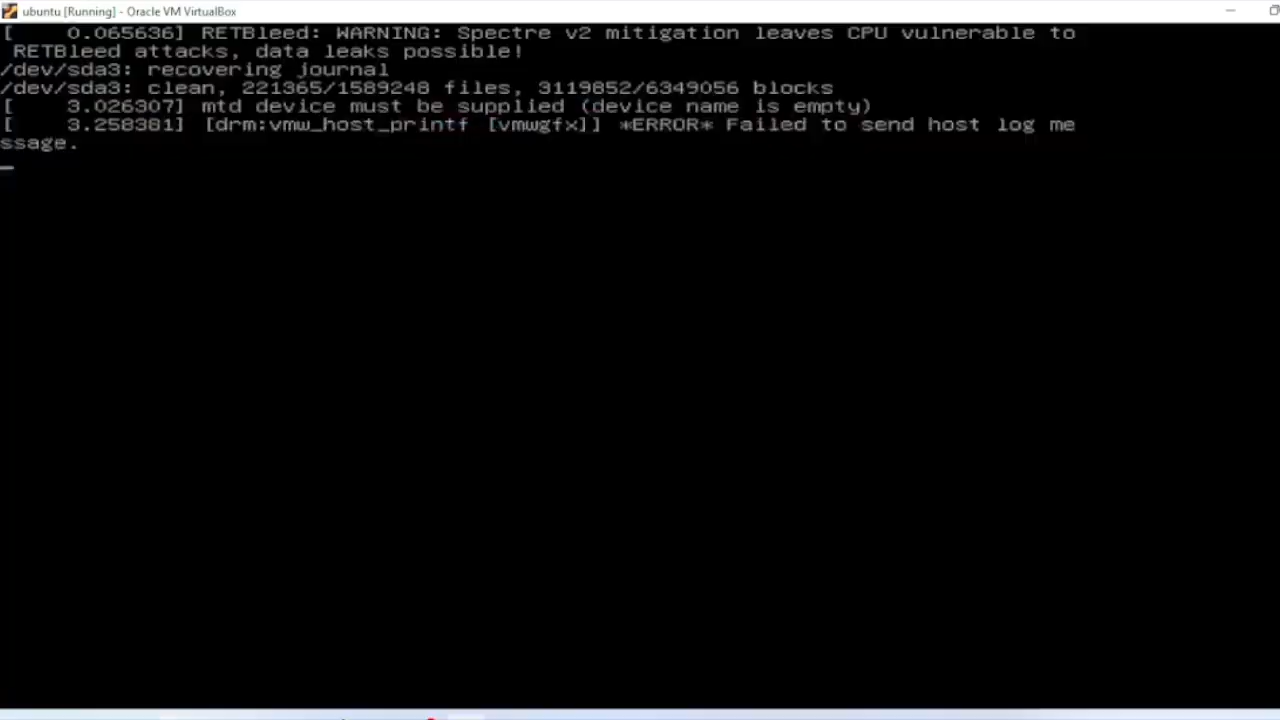 ubuntu [Running] - Oracle VM VirtualBox
[    0.065636] RETBleed: WARNING: Spectre v2 mitigation leaves CPU vulnerable to
 RETBleed attacks, data leaks possible!
/dev/sda3: recovering journal
/dev/sda3: clean, 221365/1589248 files, 3119852/6349056 blocks
[    3.026307] mtd device must be supplied (device name is empty)
[    3.258381] [drm:vmw_host_printf [vmwgfx]] *ERROR* Failed to send host log me
ssage.